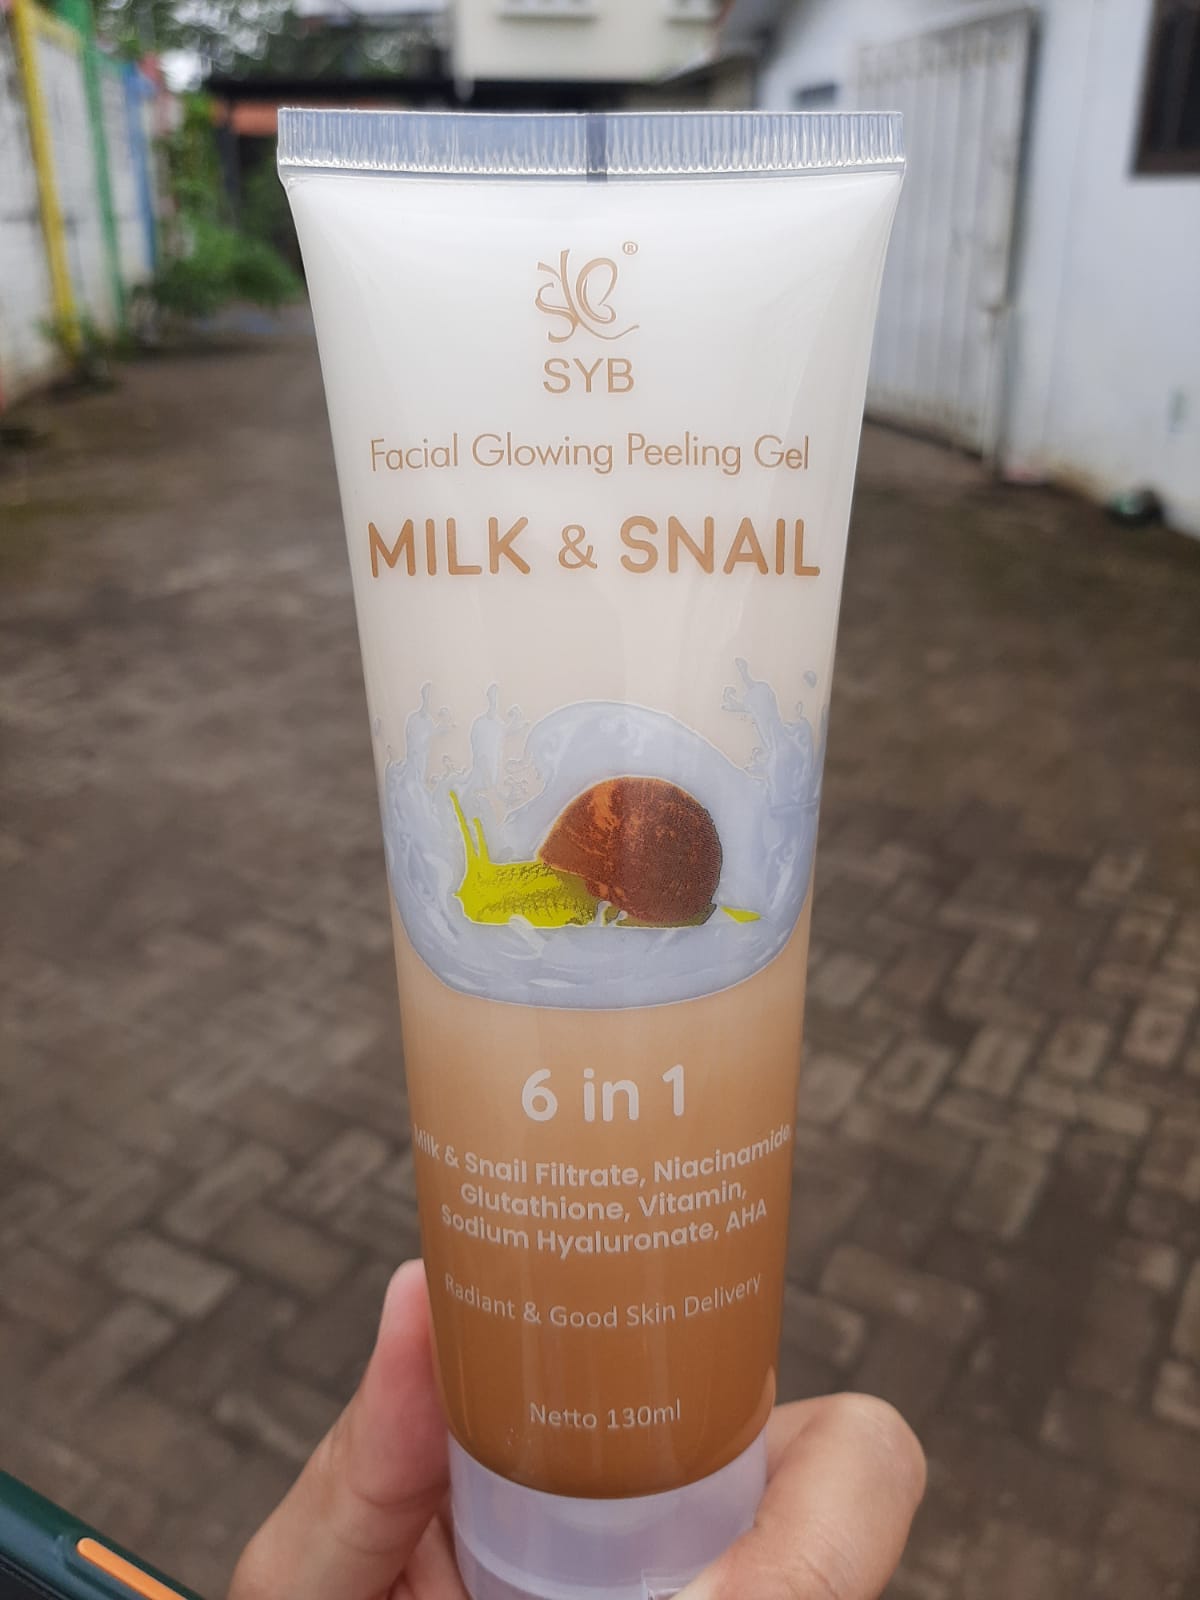 ®
SYB
Facial Glowing Peeling Gel
MILK & SNAIL
6 in 1
Milk & Snail Filtrate, Niacinamide,
Glutathione, Vitamin,
Sodium Hyaluronate, AHA
Radiant & Good Skin Delivery
Netto 130ml